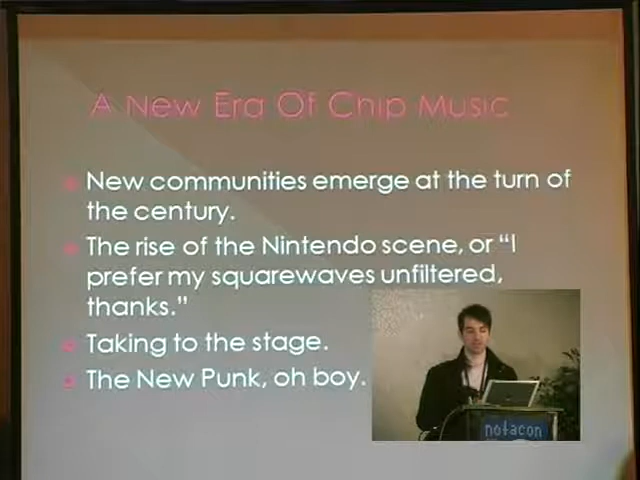 A New Era Of Chip Music
New communities emerge at the turn of
the century.
The rise of the Nintendo scene, or “I
prefer my squarewaves unfiltered,
thanks.”
Taking to the stage.
The New Punk, oh boy.
notacon